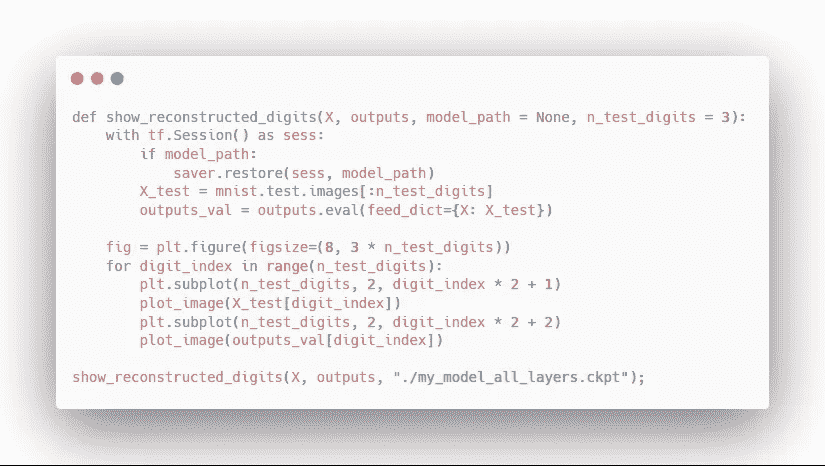 def show_reconstructed_digits(X, outputs, model_path = None, n_test_digits = 3):
    with tf.Session() as sess:
        if model_path:
            saver.restore(sess, model_path)
        X_test = mnist.test.images[:n_test_digits]
        outputs_val = outputs.eval(feed_dict={X: X_test})

    fig = plt.figure(figsize=(8, 3 * n_test_digits))
    for digit_index in range(n_test_digits):
        plt.subplot(n_test_digits, 2, digit_index * 2 + 1)
        plot_image(X_test[digit_index])
        plt.subplot(n_test_digits, 2, digit_index * 2 + 2)
        plot_image(outputs_val[digit_index])

show_reconstructed_digits(X, outputs, "./my_model_all_layers.ckpt");